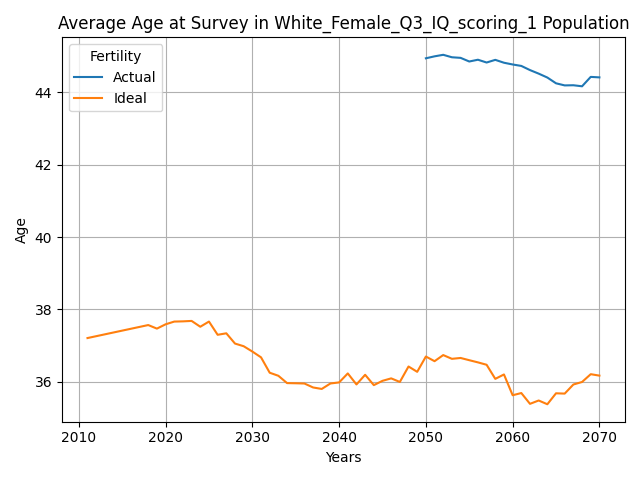 Average Age at Survey in White_Female_Q3_IQ_scoring_1 Population
Fertility
Actual
Ideal
44
42
40
38
36
Age
2010
2020
2030
2040
2050
2060
2070
Years